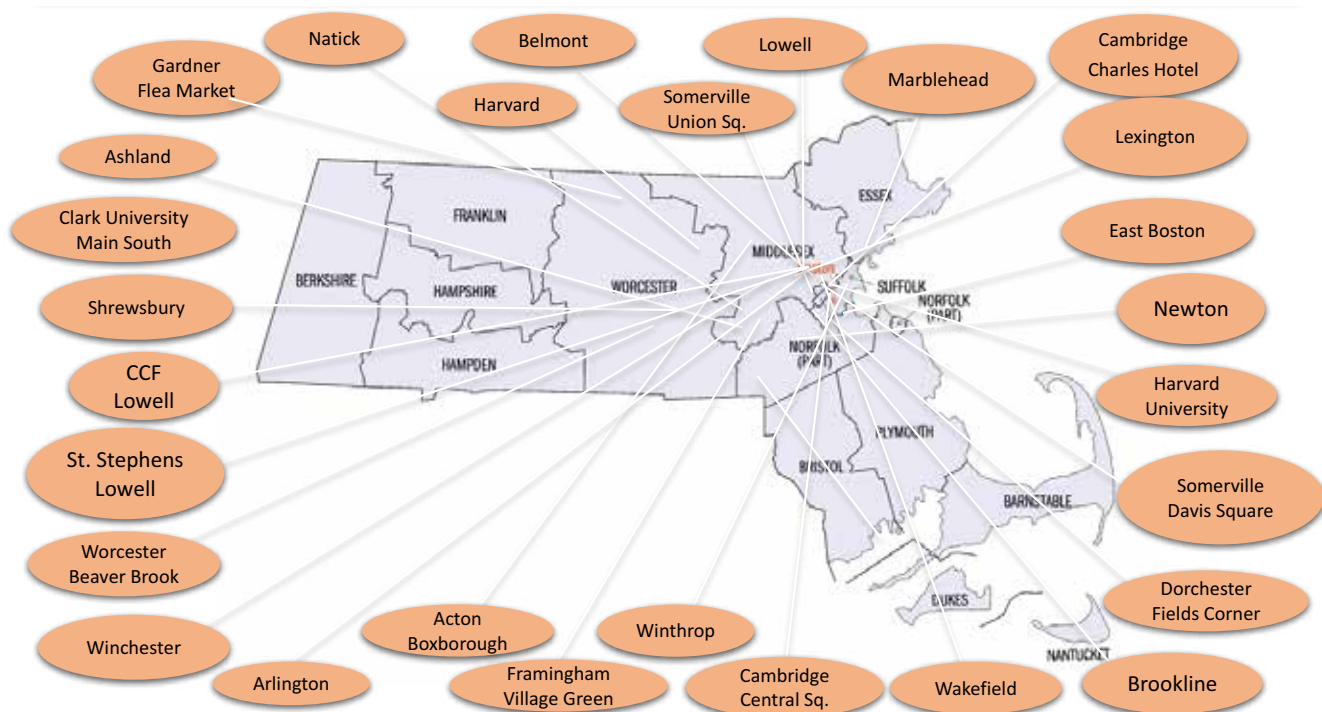 Natick
Belmont
Lowell
Cambridge
Charles Hotel
Gardner
Flea Market
Harvard
Somerville
Union Sq.
Marblehead
Lexington
Ashland
Clark University
Main South
East Boston
Shrewsbury
Newton
CCF
Lowell
Harvard
University
St. Stephens
Lowell
Somerville
Davis Square
Worcester
Beaver Brook
Dorchester
Fields Corner
Winchester
Acton
Boxborough
Winthrop
Arlington
Framingham
Village Green
Cambridge
Central Sq.
Wakefield
Brookline
ESSEX
FRANKLIN
MIDDLESEX
BERKSHIRE
HAMPSHIRE
WORCESTER
SUFFOLK
NORFOLK
(PART)
HAMPDEN
NORFOLK
(PART)
PLYMOUTH
BRISTOL
BARNSTABLE
DUKES
NANTUCKET